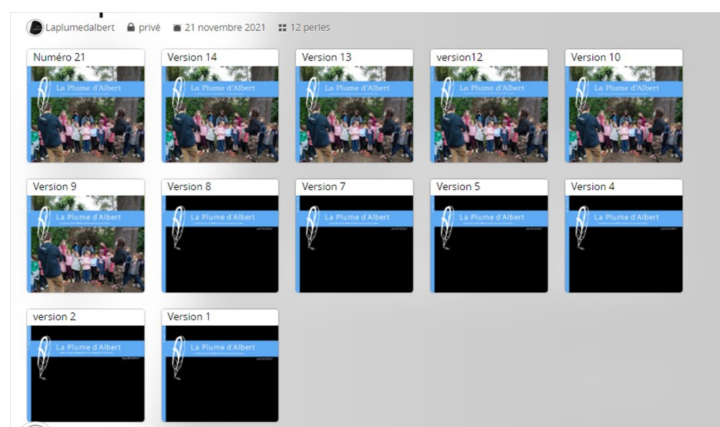 Laplumedalbert privé 21 novembre 2021 12 perles
Numéro 21 Version 14 Version 13 version12 Version 10
La Plume d'Albert La Plume d'Albert La Plume d'Albert La Plume d'Albert La Plume d'Albert
Version 9 Version 8 Version 7 Version 5 Version 4
La Plume d'Albert La Plume d'Albert La Plume d'Albert La Plume d'Albert La Plume d'Albert
version 2 Version 1
La Plume d'Albert La Plume d'Albert